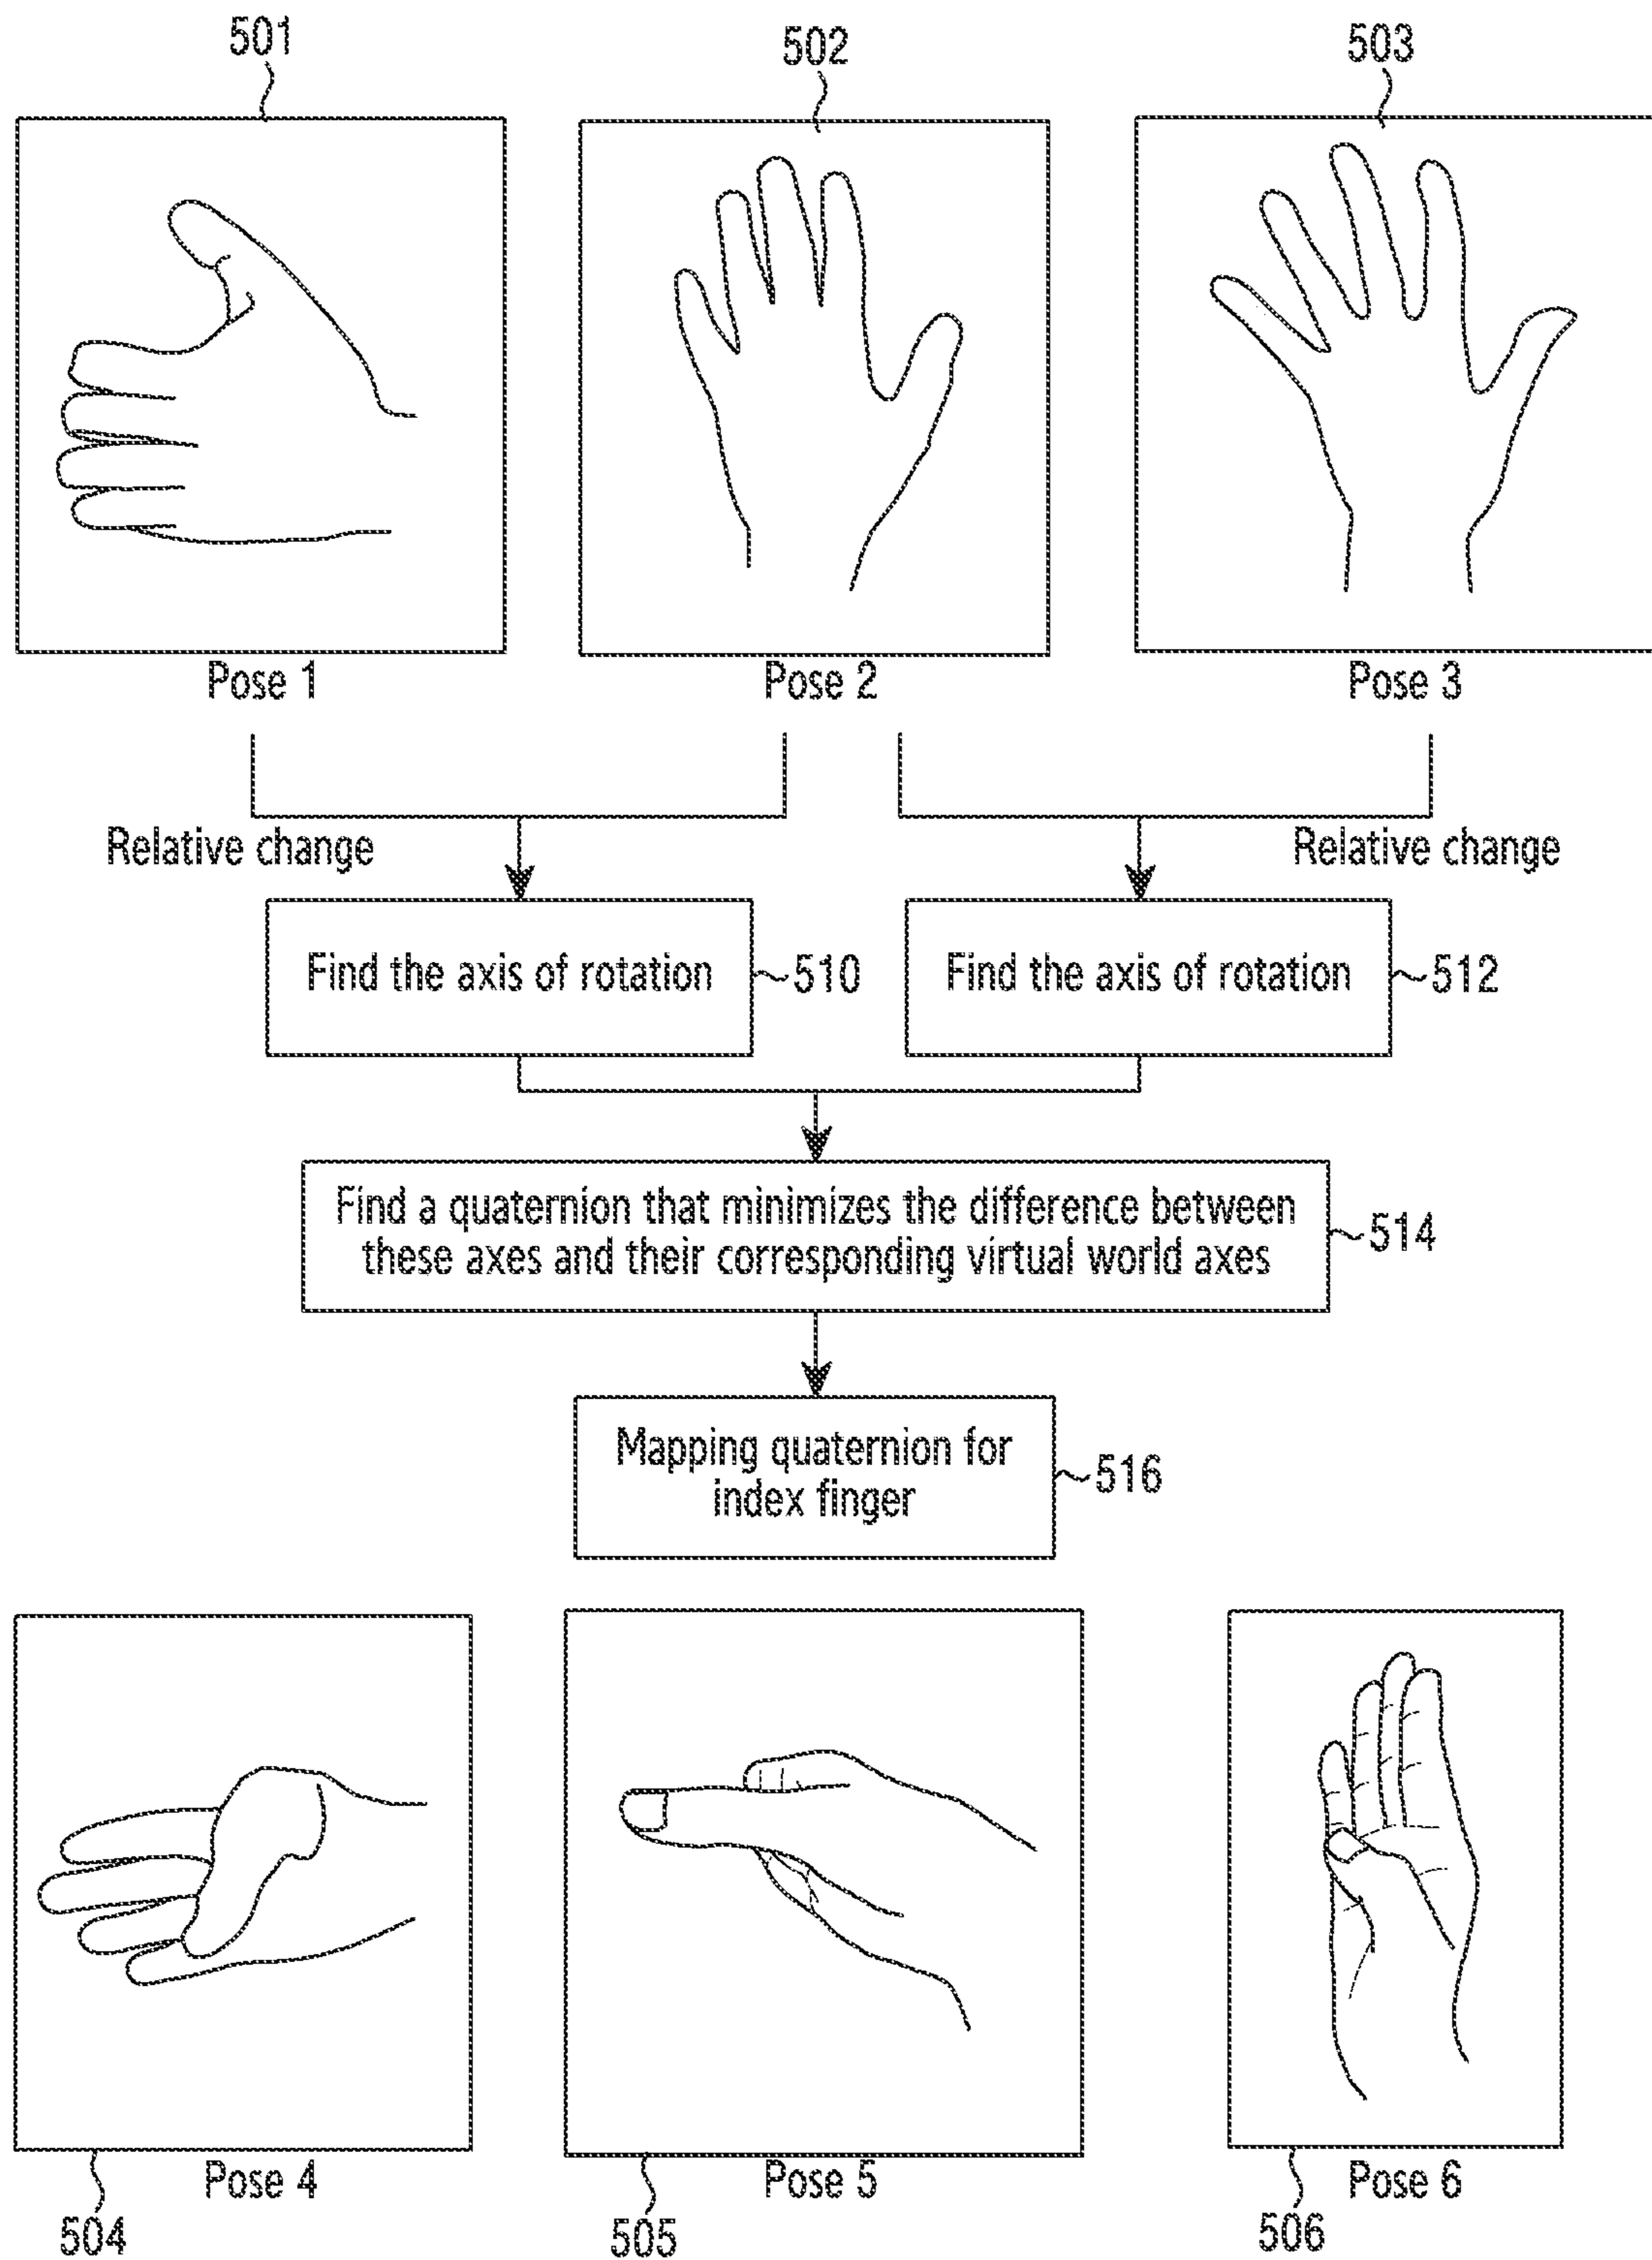 501
502
503
Pose 1
Pose 2
Pose 3
Relative change
Relative change
Find the axis of rotation
510
Find the axis of rotation
512
Find a quaternion that minimizes the difference between
these axes and their corresponding virtual world axes
514
Mapping quaternion for
index finger
516
Pose 4
Pose 5
Pose 6
504
505
506